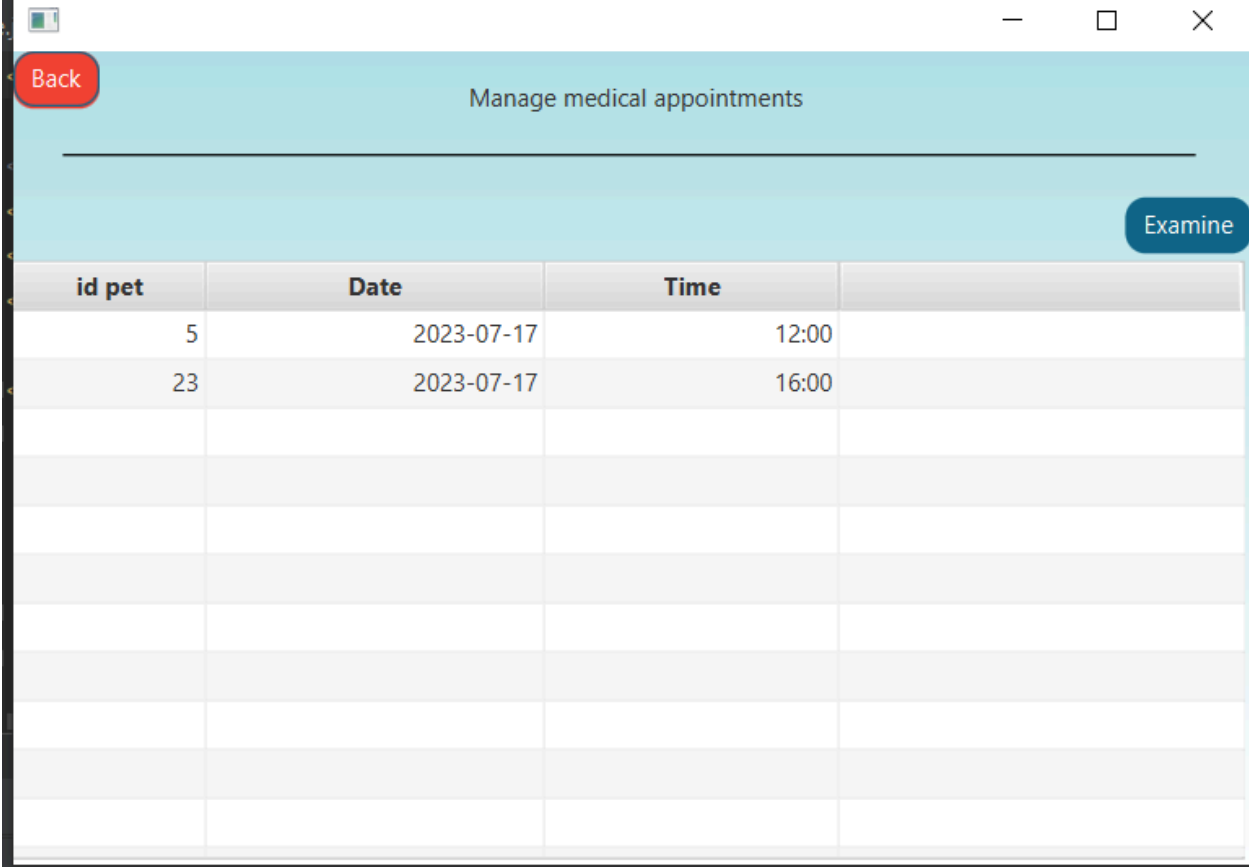 Back
Manage medical appointments
Examine
id pet Date Time
5 2023-07-17 12:00
23 2023-07-17 16:00